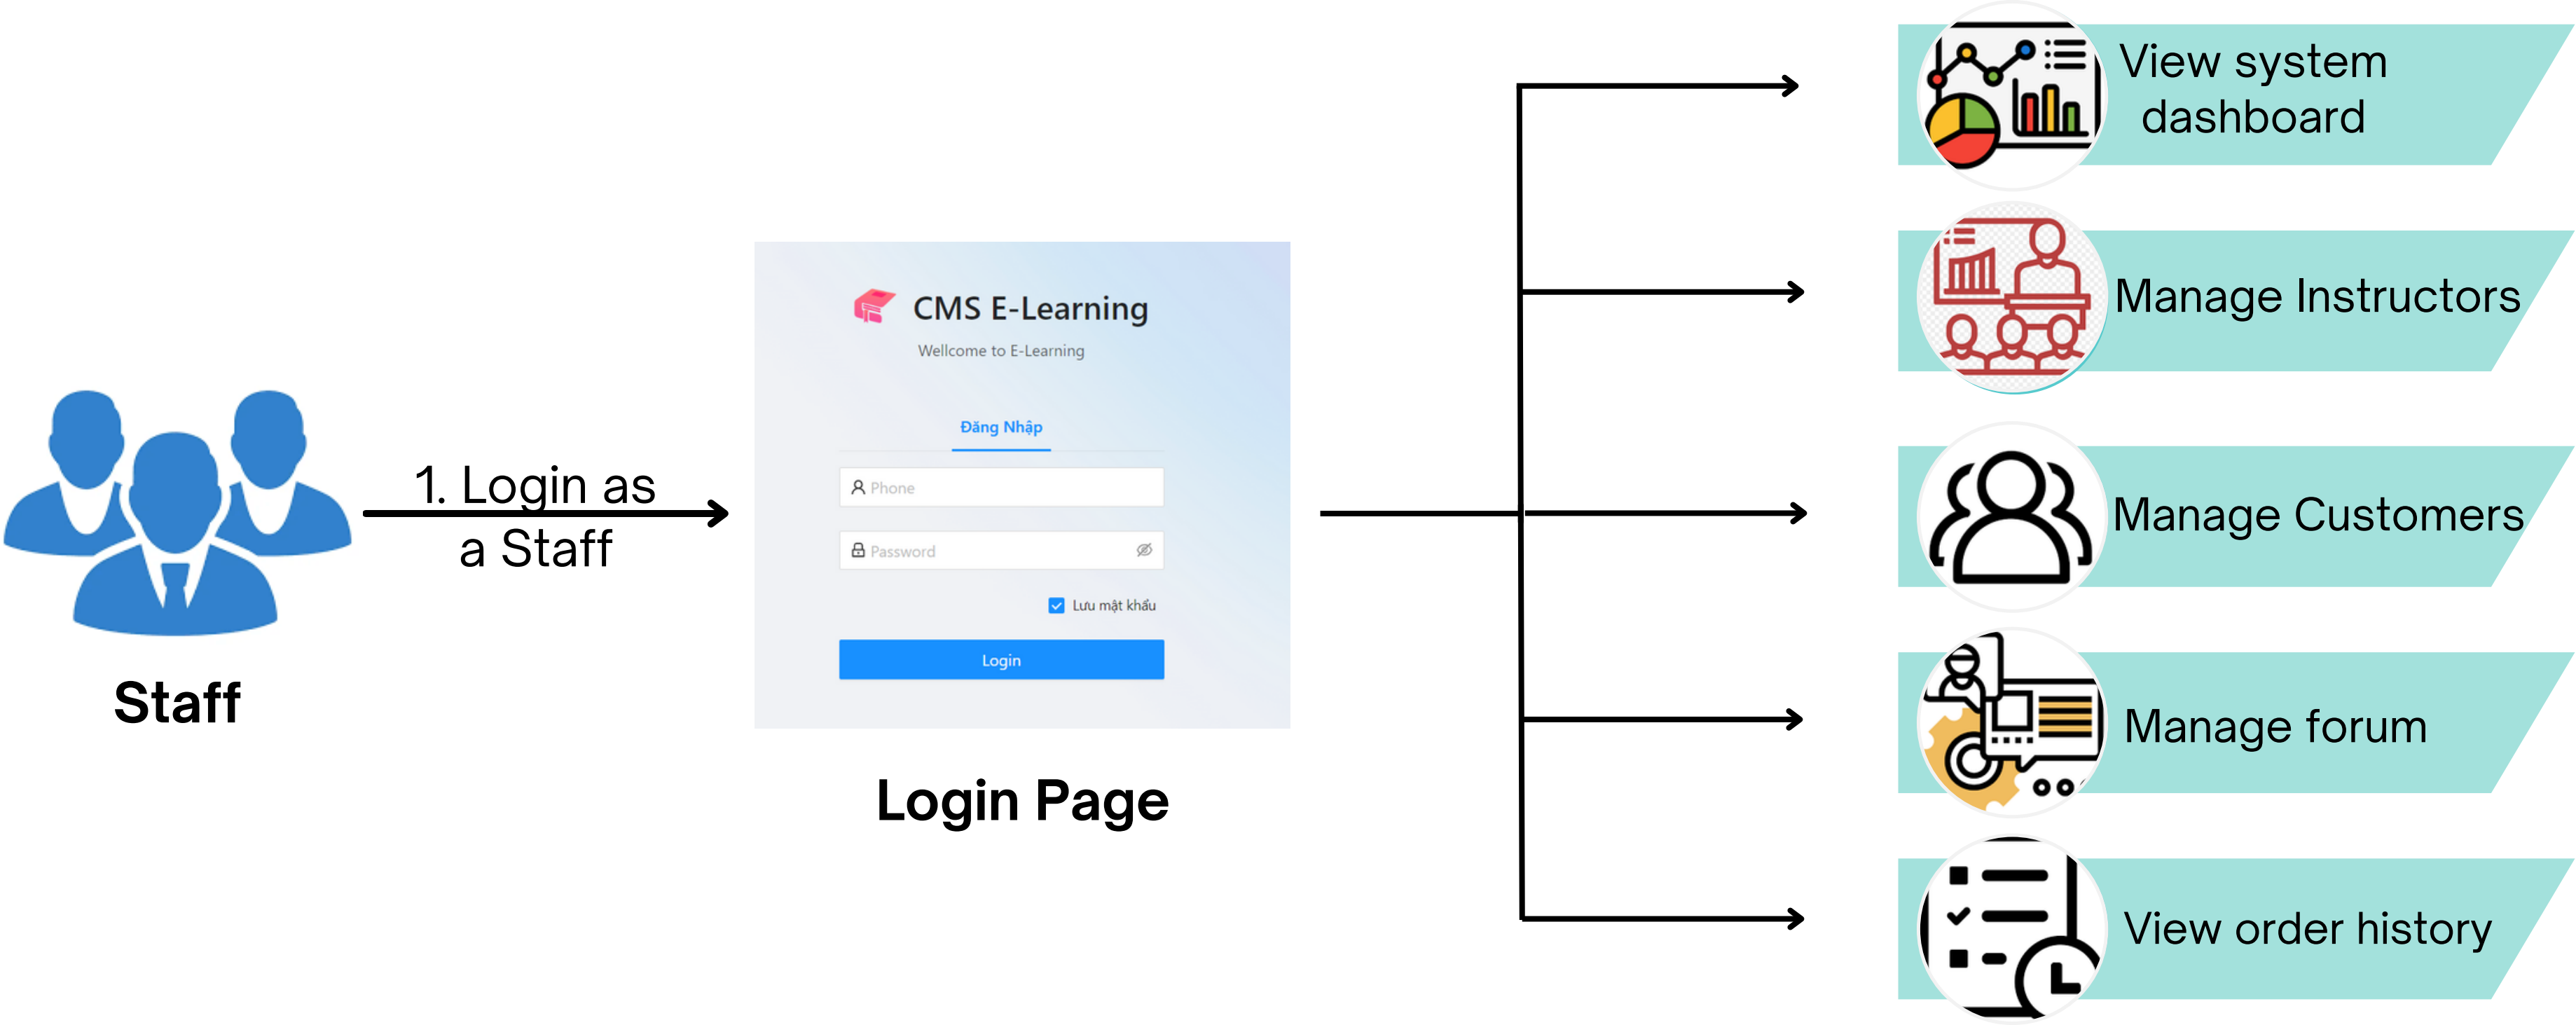 Staff
1. Login as
a Staff
CMS E-Learning
Wellcome to E-Learning
Đăng Nhập
Phone
Password
Lưu mật khẩu
Login
Login Page
View system
dashboard
Manage Instructors
Manage Customers
Manage forum
View order history